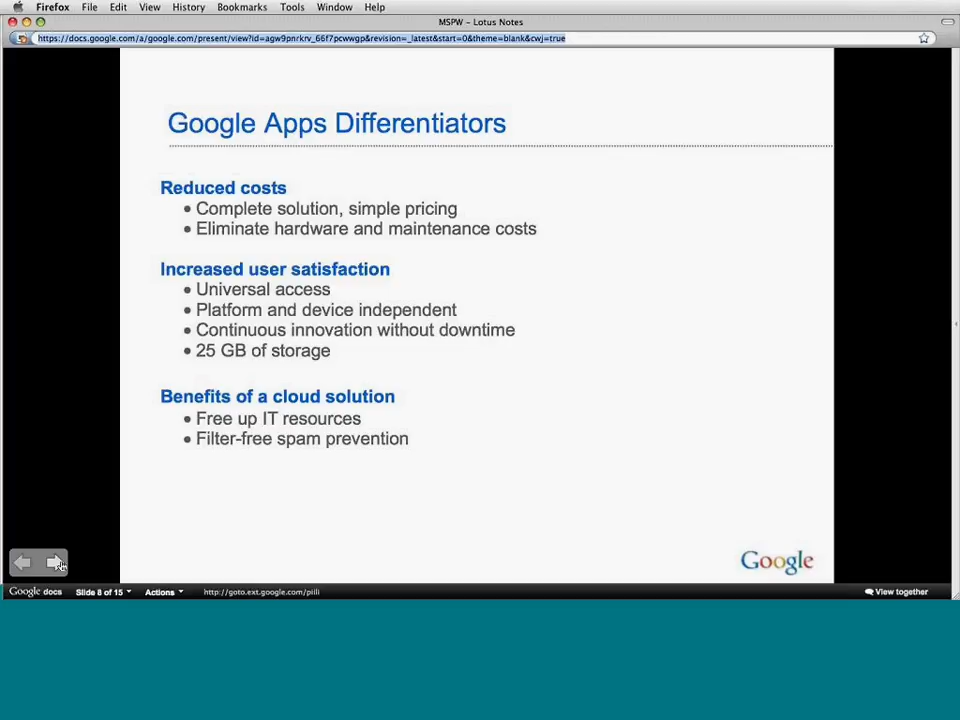 Firefox File Edit View History Bookmarks Tools Window Help
MSPW – Lotus Notes
https://docs.google.com/a/google.com/present/view?id=agw9pnrkrv_66f7pcwwgp&revision=_latest&start=0&theme=blank&cwj=true
Google Apps Differentiators
Reduced costs
• Complete solution, simple pricing
• Eliminate hardware and maintenance costs
Increased user satisfaction
• Universal access
• Platform and device independent
• Continuous innovation without downtime
• 25 GB of storage
Benefits of a cloud solution
• Free up IT resources
• Filter-free spam prevention
Google
Google docs Slide 8 of 15 Actions http://goto.ext.google.com/piili View together